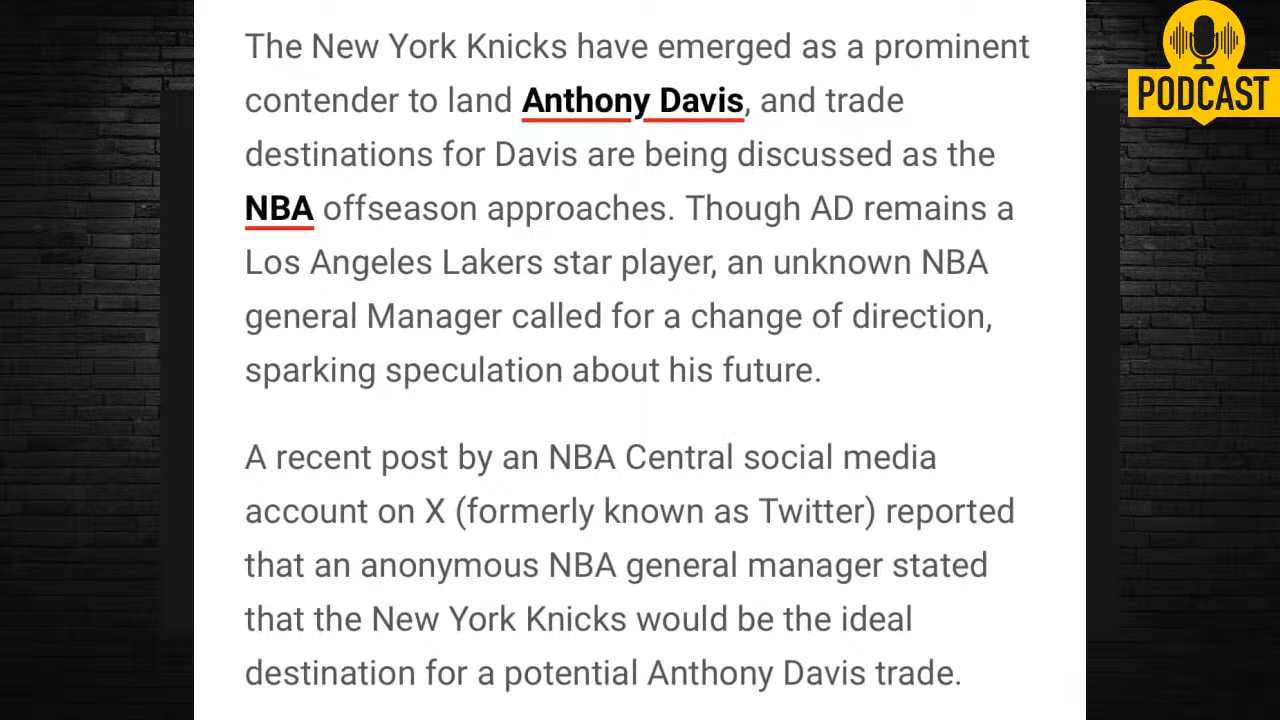 The New York Knicks have emerged as a prominent
contender to land Anthony Davis, and trade
destinations for Davis are being discussed as the
NBA offseason approaches. Though AD remains a
Los Angeles Lakers star player, an unknown NBA
general Manager called for a change of direction,
sparking speculation about his future.
A recent post by an NBA Central social media
account on X (formerly known as Twitter) reported
that an anonymous NBA general manager stated
that the New York Knicks would be the ideal
destination for a potential Anthony Davis trade.
PODCAST